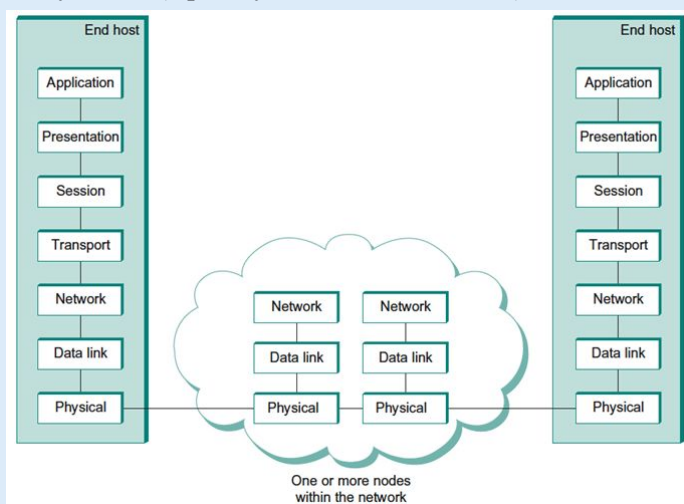 End host
End host
Application
Application
Presentation
Presentation
Session
Session
Transport
Transport
Network
Network
Network
Network
Data link
Data link
Data link
Data link
Physical
Physical
Physical
Physical
One or more nodes
within the network